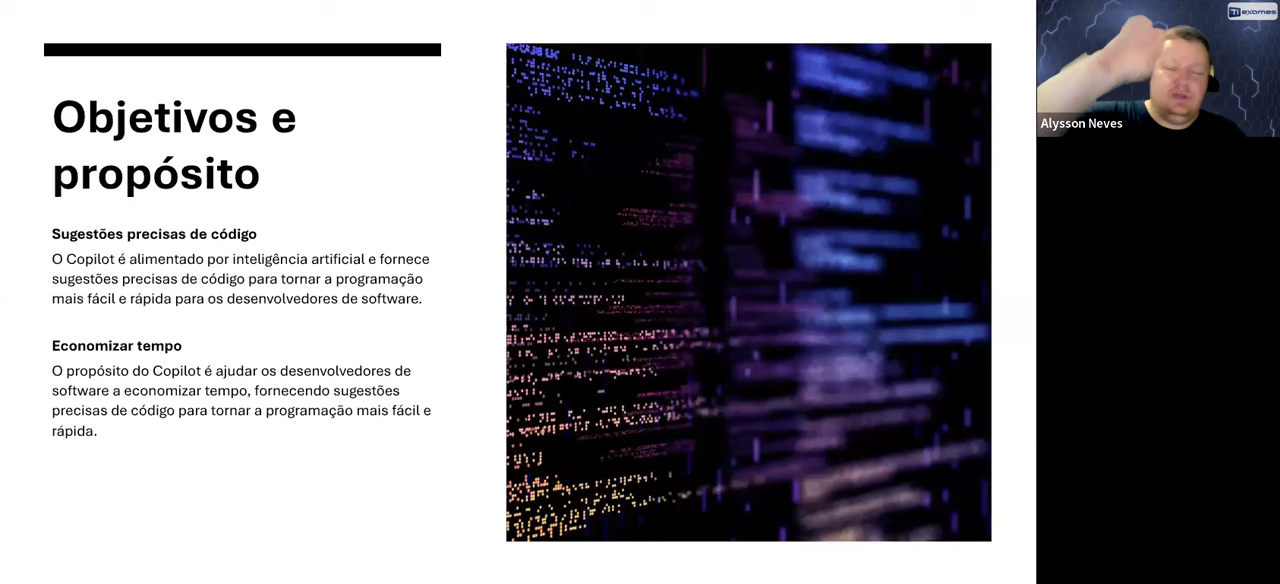 Objetivos e
propósito
Sugestões precisas de código
O Copilot é alimentado por inteligência artificial e fornece
sugestões precisas de código para tornar a programação
mais fácil e rápida para os desenvolvedores de software.
Economizar tempo
O propósito do Copilot é ajudar os desenvolvedores de
software a economizar tempo, fornecendo sugestões
precisas de código para tornar a programação mais fácil e
rápida.
TI exames
Alysson Neves